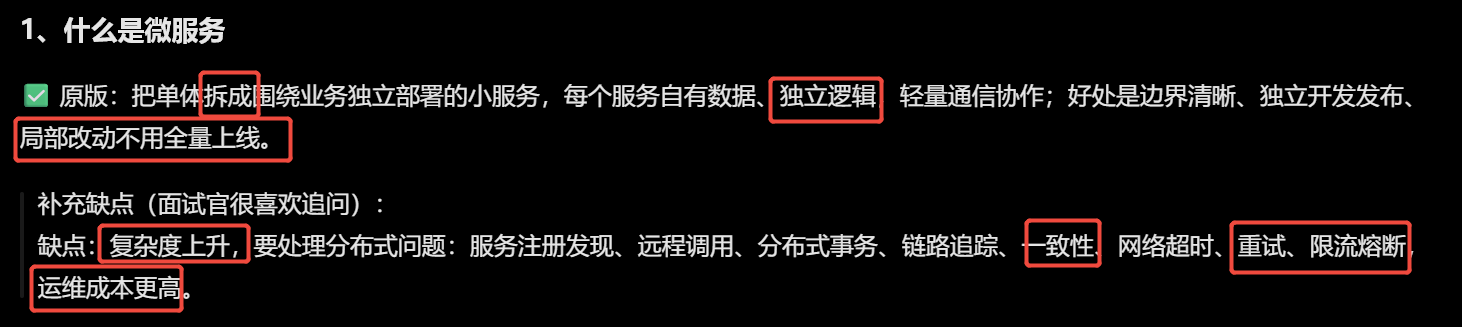 1、什么是微服务
✅ 原版：把单体拆成围绕业务独立部署的小服务，每个服务自有数据、独立逻辑，轻量通信协作；好处是边界清晰、独立开发发布、
局部改动不用全量上线。
补充缺点（面试官很喜欢追问）：
缺点：复杂度上升，要处理分布式问题：服务注册发现、远程调用、分布式事务、链路追踪、一致性、网络超时、重试、限流熔断，
运维成本更高。